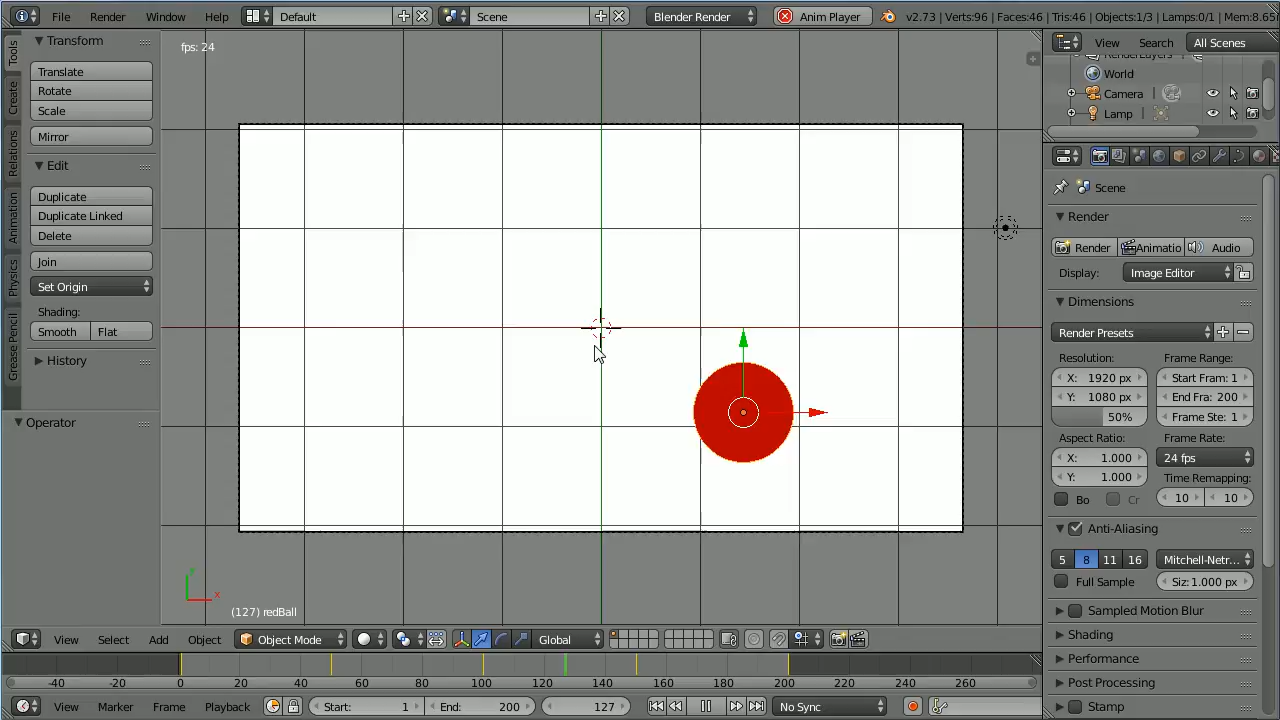 File Render Window Help Default Scene Blender Render Anim Player v2.73 | Verts:96 | Faces:46 | Tris:46 | Objects:1/3 | Lamps:0/1 | Mem:8.65
Tools
Create
Relations
Animation
Physics
Grease Pencil
Transform
Translate
Rotate
Scale
Mirror
Edit
Duplicate
Duplicate Linked
Delete
Join
Set Origin
Shading:
Smooth Flat
History
Operator
fps: 24
y
x
(127) redBall
View Select Add Object Object Mode Global
-40 -20 0 20 40 60 80 100 120 140 160 180 200 220 240 260
View Marker Frame Playback Start: 1 End: 200 127 No Sync
View Search All Scenes
World
Camera
Lamp
Scene
Render
Render Animatio Audio
Display: Image Editor
Dimensions
Render Presets
Resolution: Frame Range:
X: 1920 px Start Fram: 1
Y: 1080 px End Fra: 200
50% Frame Ste: 1
Aspect Ratio: Frame Rate:
X: 1.000 24 fps
Y: 1.000 Time Remapping:
Bo Cr 10 10
Anti-Aliasing
5 8 11 16 Mitchell-Netr...
Full Sample Siz: 1.000 px
Sampled Motion Blur
Shading
Performance
Post Processing
Stamp